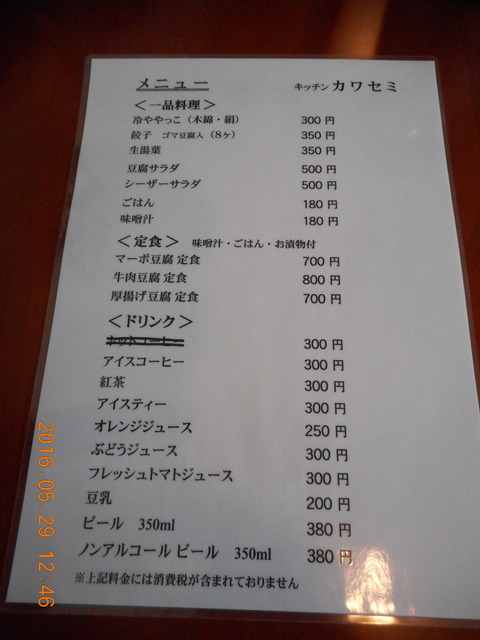 メニュー キッチン カワセミ
＜一品料理＞
冷ややっこ（木綿・絹） 300 円
餃子 ゴマ豆腐入（8ヶ） 350 円
生湯葉 350 円
豆腐サラダ 500 円
シーザーサラダ 500 円
ごはん 180 円
味噌汁 180 円
＜定食＞ 味噌汁・ごはん・お漬物付
マーボ豆腐 定食 700 円
牛肉豆腐 定食 800 円
厚揚げ豆腐 定食 700 円
＜ドリンク＞
ホットコーヒー 300 円
アイスコーヒー 300 円
紅茶 300 円
アイスティー 300 円
オレンジジュース 250 円
ぶどうジュース 300 円
フレッシュトマトジュース 300 円
豆乳 200 円
ビール 350ml 380 円
ノンアルコール ビール 350ml 380 円
※上記料金には消費税が含まれておりません
2016 05. 29 12:46